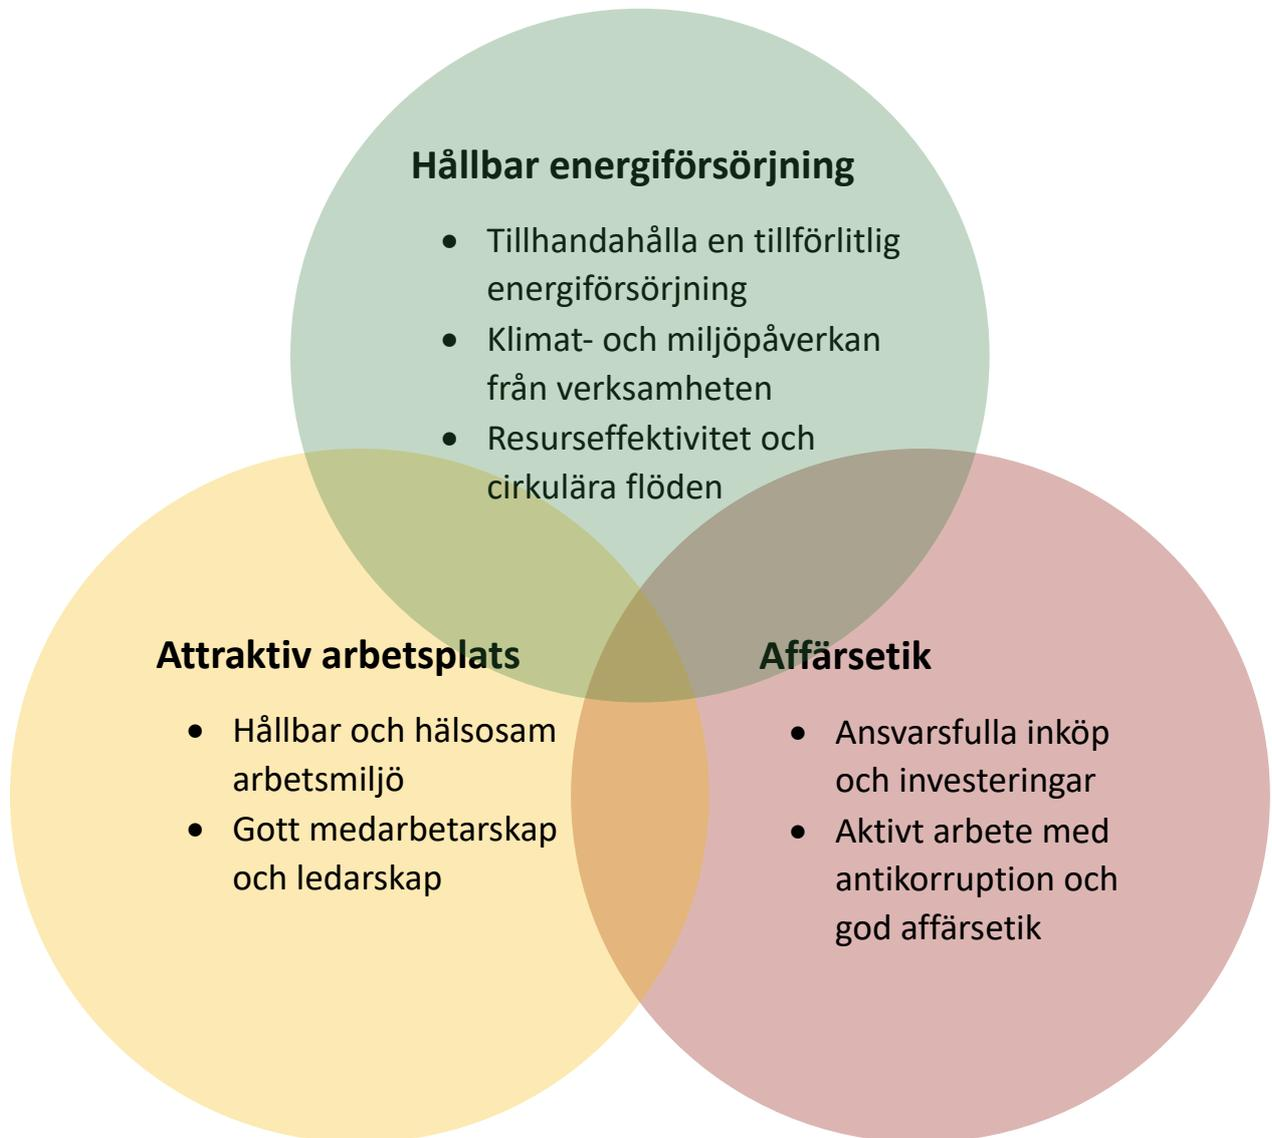 Hållbar energiförsörjning
• Tillhandahålla en tillförlitlig
energiförsörjning
• Klimat- och miljöpåverkan
från verksamheten
• Resurseffektivitet och
cirkulära flöden
Attraktiv arbetsplats
• Hållbar och hälsosam
arbetsmiljö
• Gott medarbetarskap
och ledarskap
Affärsetik
• Ansvarsfulla inköp
och investeringar
• Aktivt arbete med
antikorruption och
god affärsetik